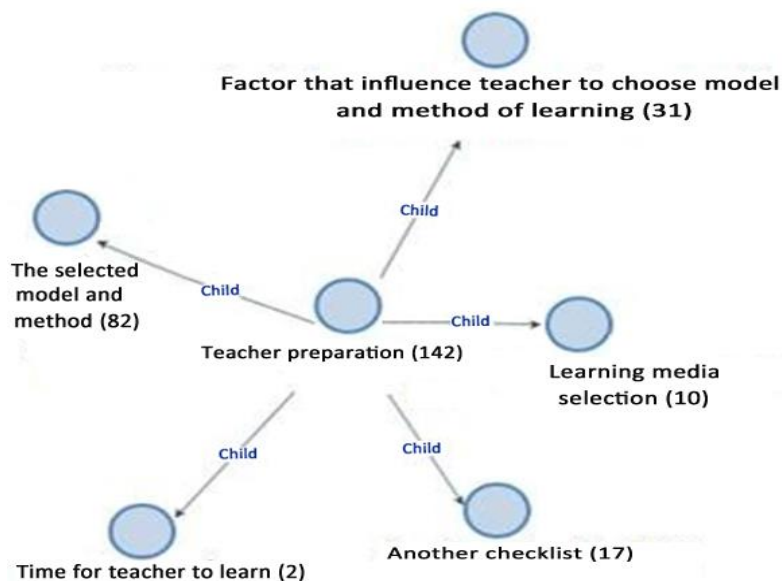 Factor that influence teacher to choose model
and method of learning (31)
Child
The selected
model and
method (82)
Child
Teacher preparation (142)
Child
Learning media
selection (10)
Child
Child
Time for teacher to learn (2)
Another checklist (17)